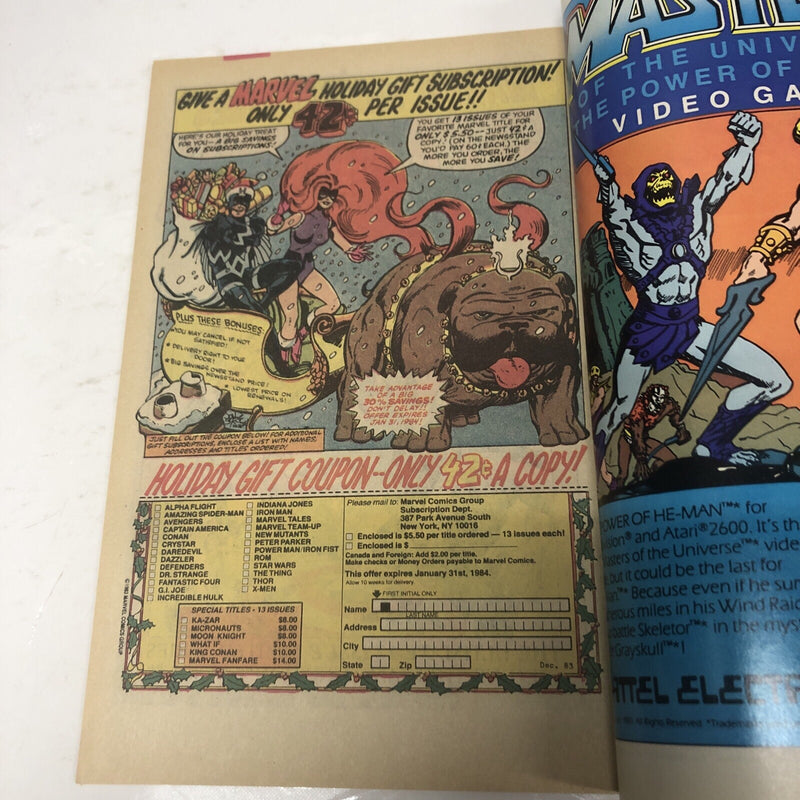 GIVE A MARVEL HOLIDAY GIFT SUBSCRIPTION!
ONLY 42¢ PER ISSUE!!
HERE'S OUR HOLIDAY TREAT
FOR YOU--A BIG SAVINGS
ON SUBSCRIPTIONS!
YOU GET 13 ISSUES OF YOUR
FAVORITE MARVEL TITLE FOR
ONLY $5.50--JUST 42¢ A
COPY! (ON THE NEWSSTAND
YOU'D PAY 60¢ EACH.) THE
MORE YOU ORDER, THE
MORE YOU SAVE!
PLUS THESE BONUSES:
YOU MAY CANCEL IF NOT
SATISFIED!
• DELIVERY RIGHT TO YOUR
DOOR!
• BIG SAVINGS OVER THE
NEWSSTAND PRICE!
• LOWEST PRICE ON
RENEWALS!
TAKE ADVANTAGE
OF A BIG
30% SAVINGS!
DON'T DELAY!!
OFFER EXPIRES
JAN 31, 1984!
JUST FILL OUT THE COUPON BELOW! FOR ADDITIONAL
GIFT SUBSCRIPTIONS, ENCLOSE A LIST WITH NAMES,
ADDRESSES AND TITLES ORDERED!
HOLIDAY GIFT COUPON-ONLY 42¢ A COPY!
ALPHA FLIGHT
AMAZING SPIDER-MAN
AVENGERS
CAPTAIN AMERICA
CONAN
CRYSTAR
DAREDEVIL
DAZZLER
DEFENDERS
DR. STRANGE
FANTASTIC FOUR
G.I. JOE
INCREDIBLE HULK
INDIANA JONES
IRON MAN
MARVEL TALES
MARVEL TEAM-UP
NEW MUTANTS
PETER PARKER
POWER MAN/IRON FIST
ROM
STAR WARS
THE THING
THOR
X-MEN
SPECIAL TITLES - 13 ISSUES
KA-ZAR $8.00
MICRONAUTS $8.00
MOON KNIGHT $8.00
WHAT IF $10.00
KING CONAN $10.00
MARVEL FANFARE $14.00
Please mail to: Marvel Comics Group
Subscription Dept.
387 Park Avenue South
New York, NY 10016
Enclosed is $5.50 per title ordered — 13 issues each!
Enclosed is $
Canada and Foreign: Add $2.00 per title.
Make checks or Money Orders payable to Marvel Comics.
This offer expires January 31st, 1984.
Allow 10 weeks for delivery.
FIRST INITIAL ONLY
Name
LAST NAME
Address
City
State Zip
Dec. 83
© 1983 MARVEL COMICS GROUP
MASTE
OF THE UNIV
THE POWER OF
VIDEO GA
POWER OF HE-MAN™* for
ision® and Atari® 2600. It's th
asters of the Universe™* vide
but it could be the last for
an™* Because even if he sur
erous miles in his Wind Raid
battle Skeletor™* in the myst
Grayskull™*!
ATTEL ELECT
All Rights Reserved. *Trademar